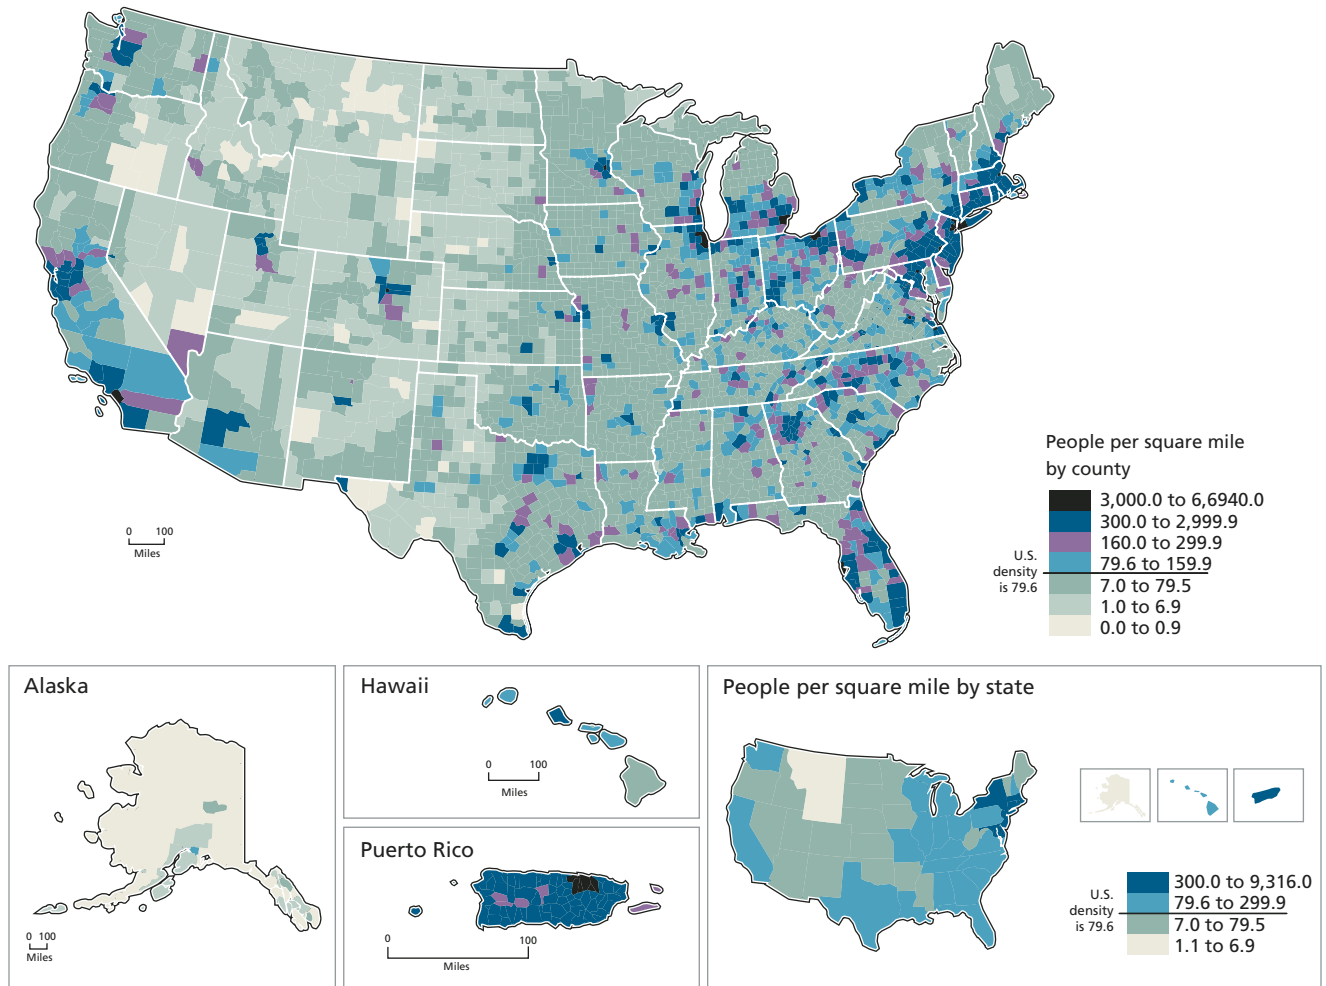 People per square mile
by county
3,000.0 to 6,6940.0
300.0 to 2,999.9
160.0 to 299.9
79.6 to 159.9
7.0 to 79.5
1.0 to 6.9
0.0 to 0.9
U.S.
density
is 79.6
0 100
Miles
0 100
Miles
Alaska
0 100
Miles
Hawaii
0 100
Miles
Puerto Rico
0 100
Miles
People per square mile by state
300.0 to 9,316.0
79.6 to 299.9
7.0 to 79.5
1.1 to 6.9
U.S.
density
is 79.6